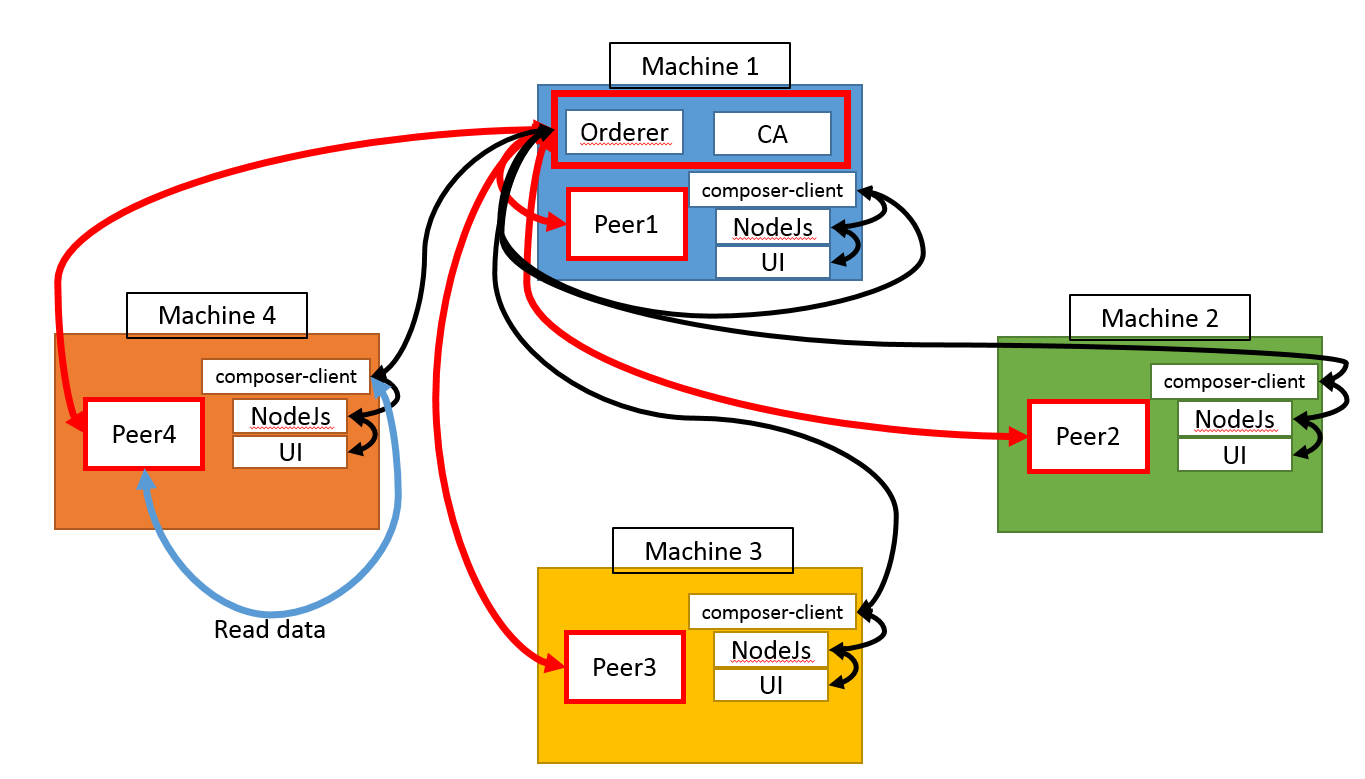 Machine 1
Orderer
CA
composer-client
Peer1
NodeJs
UI
Machine 4
composer-client
Peer4
NodeJs
UI
Read data
Machine 2
composer-client
Peer2
NodeJs
UI
Machine 3
composer-client
Peer3
NodeJs
UI